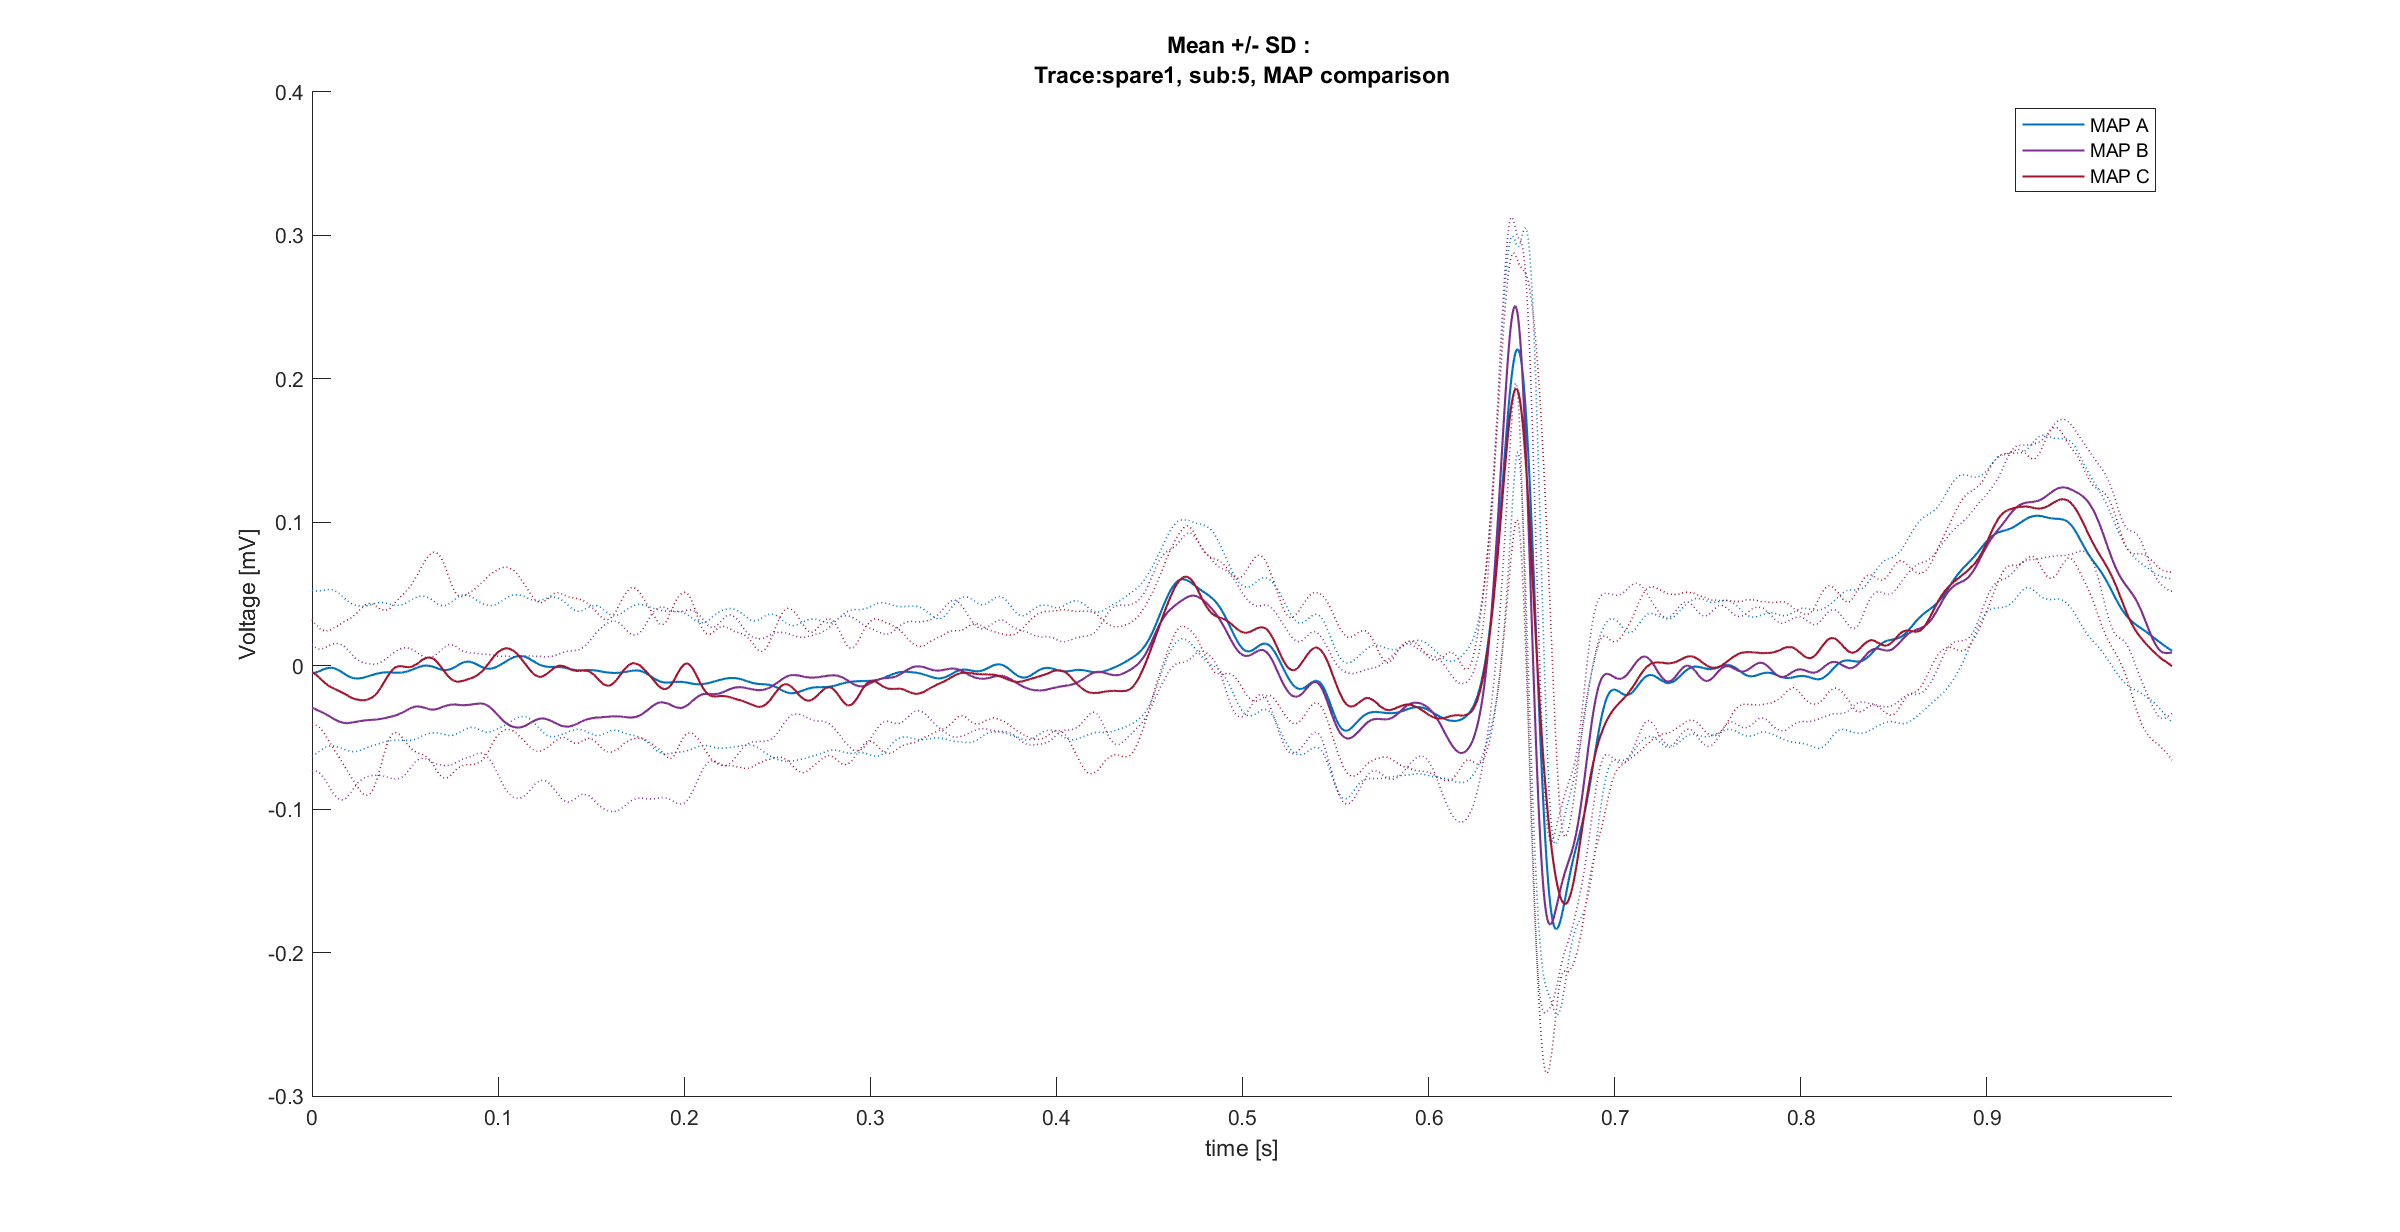 Mean +/- SD :
Trace:spare1, sub:5, MAP comparison
MAP A
MAP B
MAP C
Voltage [mV]
0.4
0.3
0.2
0.1
0
-0.1
-0.2
-0.3
0
0.1
0.2
0.3
0.4
0.5
0.6
0.7
0.8
0.9
time [s]